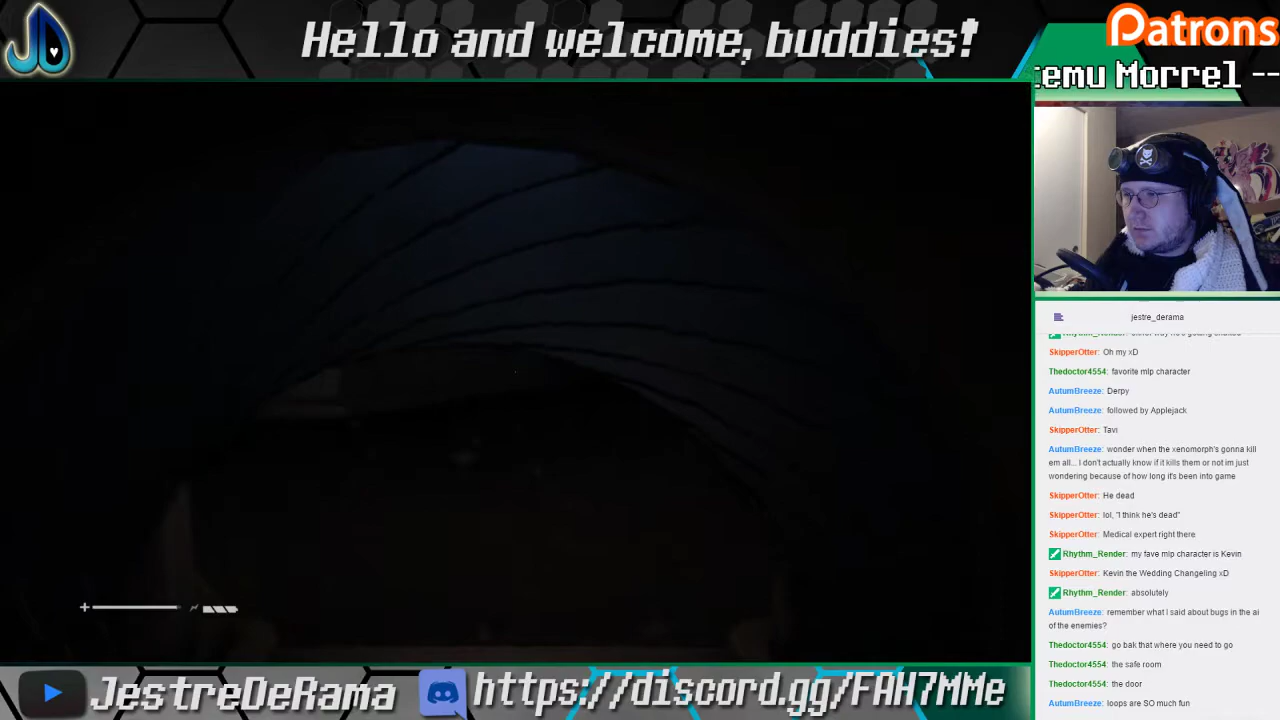 Hello and welcome, buddies!
Patrons
temu Morrel --
jestre_derama
SkipperOtter: Oh my xD
Thedoctor4554: favorite mlp character
AutumBreeze: Derpy
AutumBreeze: followed by Applejack
SkipperOtter: Tavi
AutumBreeze: wonder when the xenomorph's gonna kill
em all... I don't actually know if it kills them or not im just
wondering because of how long it's been into game
SkipperOtter: He dead
SkipperOtter: lol, "I think he's dead"
SkipperOtter: Medical expert right there
Rhythm_Render: my fave mlp character is Kevin
SkipperOtter: Kevin the Wedding Changeling xD
Rhythm_Render: absolutely
AutumBreeze: remember what I said about bugs in the ai
of the enemies?
Thedoctor4554: go bak that where you need to go
Thedoctor4554: the safe room
Thedoctor4554: the door
AutumBreeze: loops are SO much fun
JestreDeRama
https://discord.gg/FAH7MMe